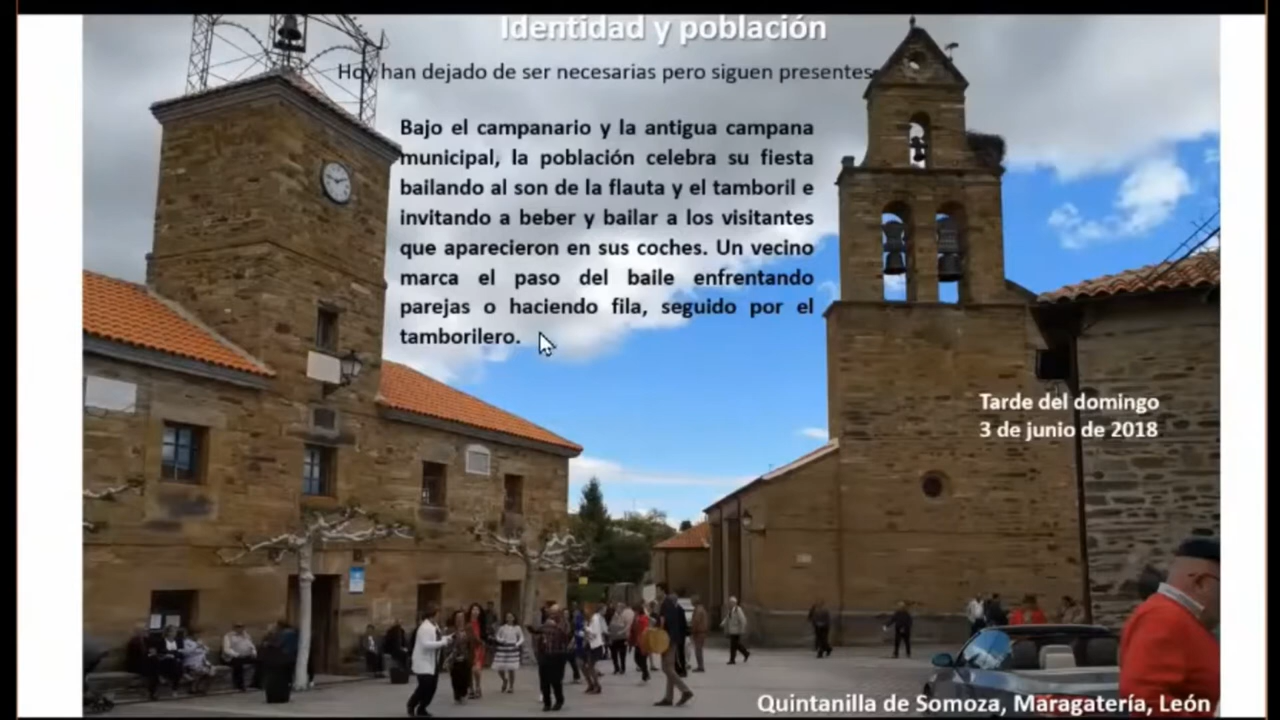 Identidad y población
Hoy han dejado de ser necesarias pero siguen presentes
Bajo el campanario y la antigua campana
municipal, la población celebra su fiesta
bailando al son de la flauta y el tamboril e
invitando a beber y bailar a los visitantes
que aparecieron en sus coches. Un vecino
marca el paso del baile enfrentando
parejas o haciendo fila, seguido por el
tamborilero.
Tarde del domingo
3 de junio de 2018
Quintanilla de Somoza, Maragatería, León